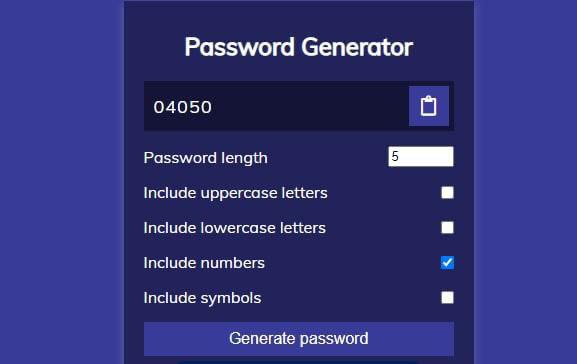 Password Generator
04050
Password length 5
Include uppercase letters
Include lowercase letters
Include numbers
Include symbols
Generate password